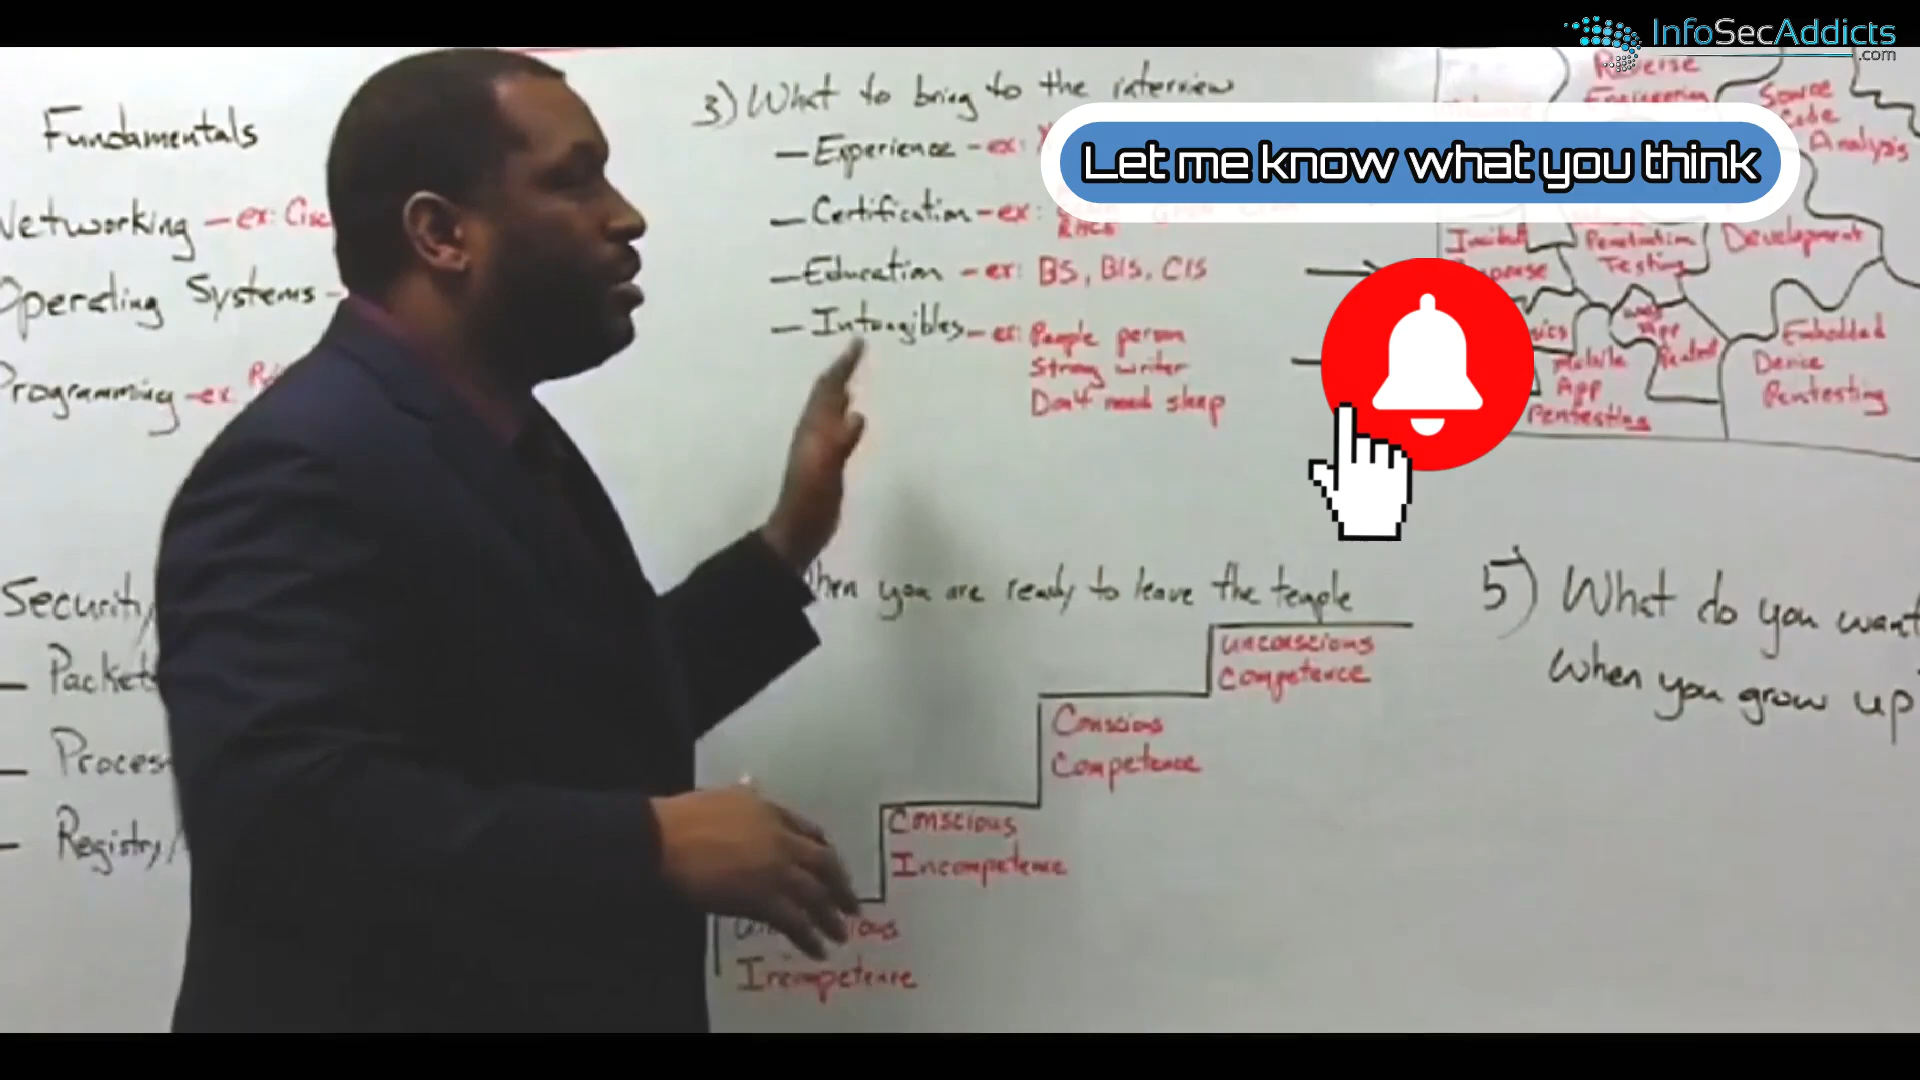 InfoSecAddicts
.com
Let me know what you think
Fundamentals
Networking - ex: Cisc
Operating Systems -
Programming - ex
Security
- Packet
- Proces
- Registry/
3) What to bring to the interview
- Experience - ex:
- Certification - ex:
- Education - ex: BS, BIS, CIS
- Intangibles - ex: People person
Strong writer
Don't need sleep
when you are ready to leave the temple
Unconscious
Competence
Conscious
Competence
Conscious
Incompetence
Incompetence
Reverse
Engineering
Source
Code
Analysis
Penetration
Testing
Development
Response
Mobile
App
Pentesting
Embedded
Device
Pentesting
5) What do you want
when you grow up